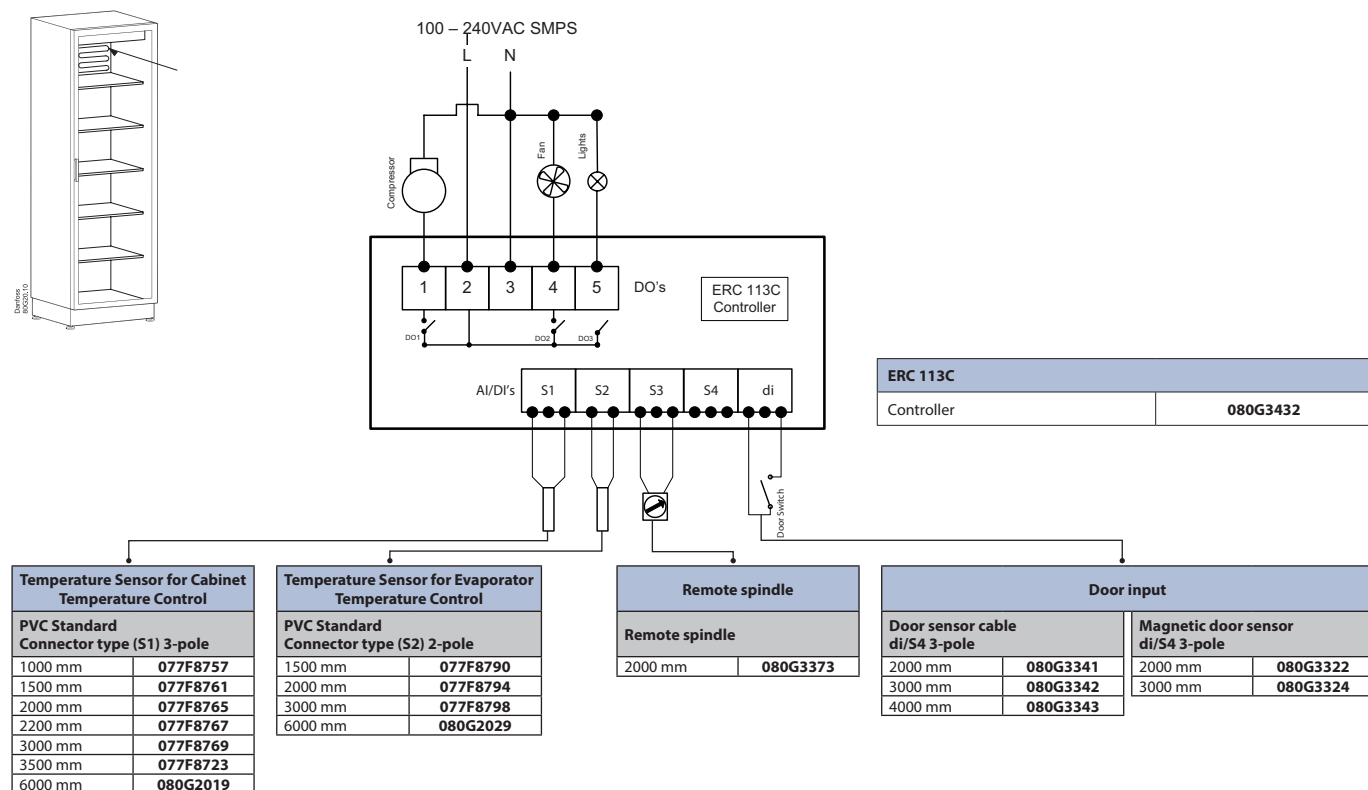 100 – 240VAC SMPS
L N
Compressor
Fan
Lights
1 2 3 4 5 DO's
ERC 113C
Controller
DO1 DO2 DO3
AI/DI's S1 S2 S3 S4 di
Door Switch
Danfoss
80G20.10
ERC 113C
Controller 080G3432
Temperature Sensor for Cabinet
Temperature Control
PVC Standard
Connector type (S1) 3-pole
1000 mm 077F8757
1500 mm 077F8761
2000 mm 077F8765
2200 mm 077F8767
3000 mm 077F8769
3500 mm 077F8723
6000 mm 080G2019
Temperature Sensor for Evaporator
Temperature Control
PVC Standard
Connector type (S2) 2-pole
1500 mm 077F8790
2000 mm 077F8794
3000 mm 077F8798
6000 mm 080G2029
Remote spindle
Remote spindle
2000 mm 080G3373
Door input
Door sensor cable
di/S4 3-pole
2000 mm 080G3341
3000 mm 080G3342
4000 mm 080G3343
Magnetic door sensor
di/S4 3-pole
2000 mm 080G3322
3000 mm 080G3324